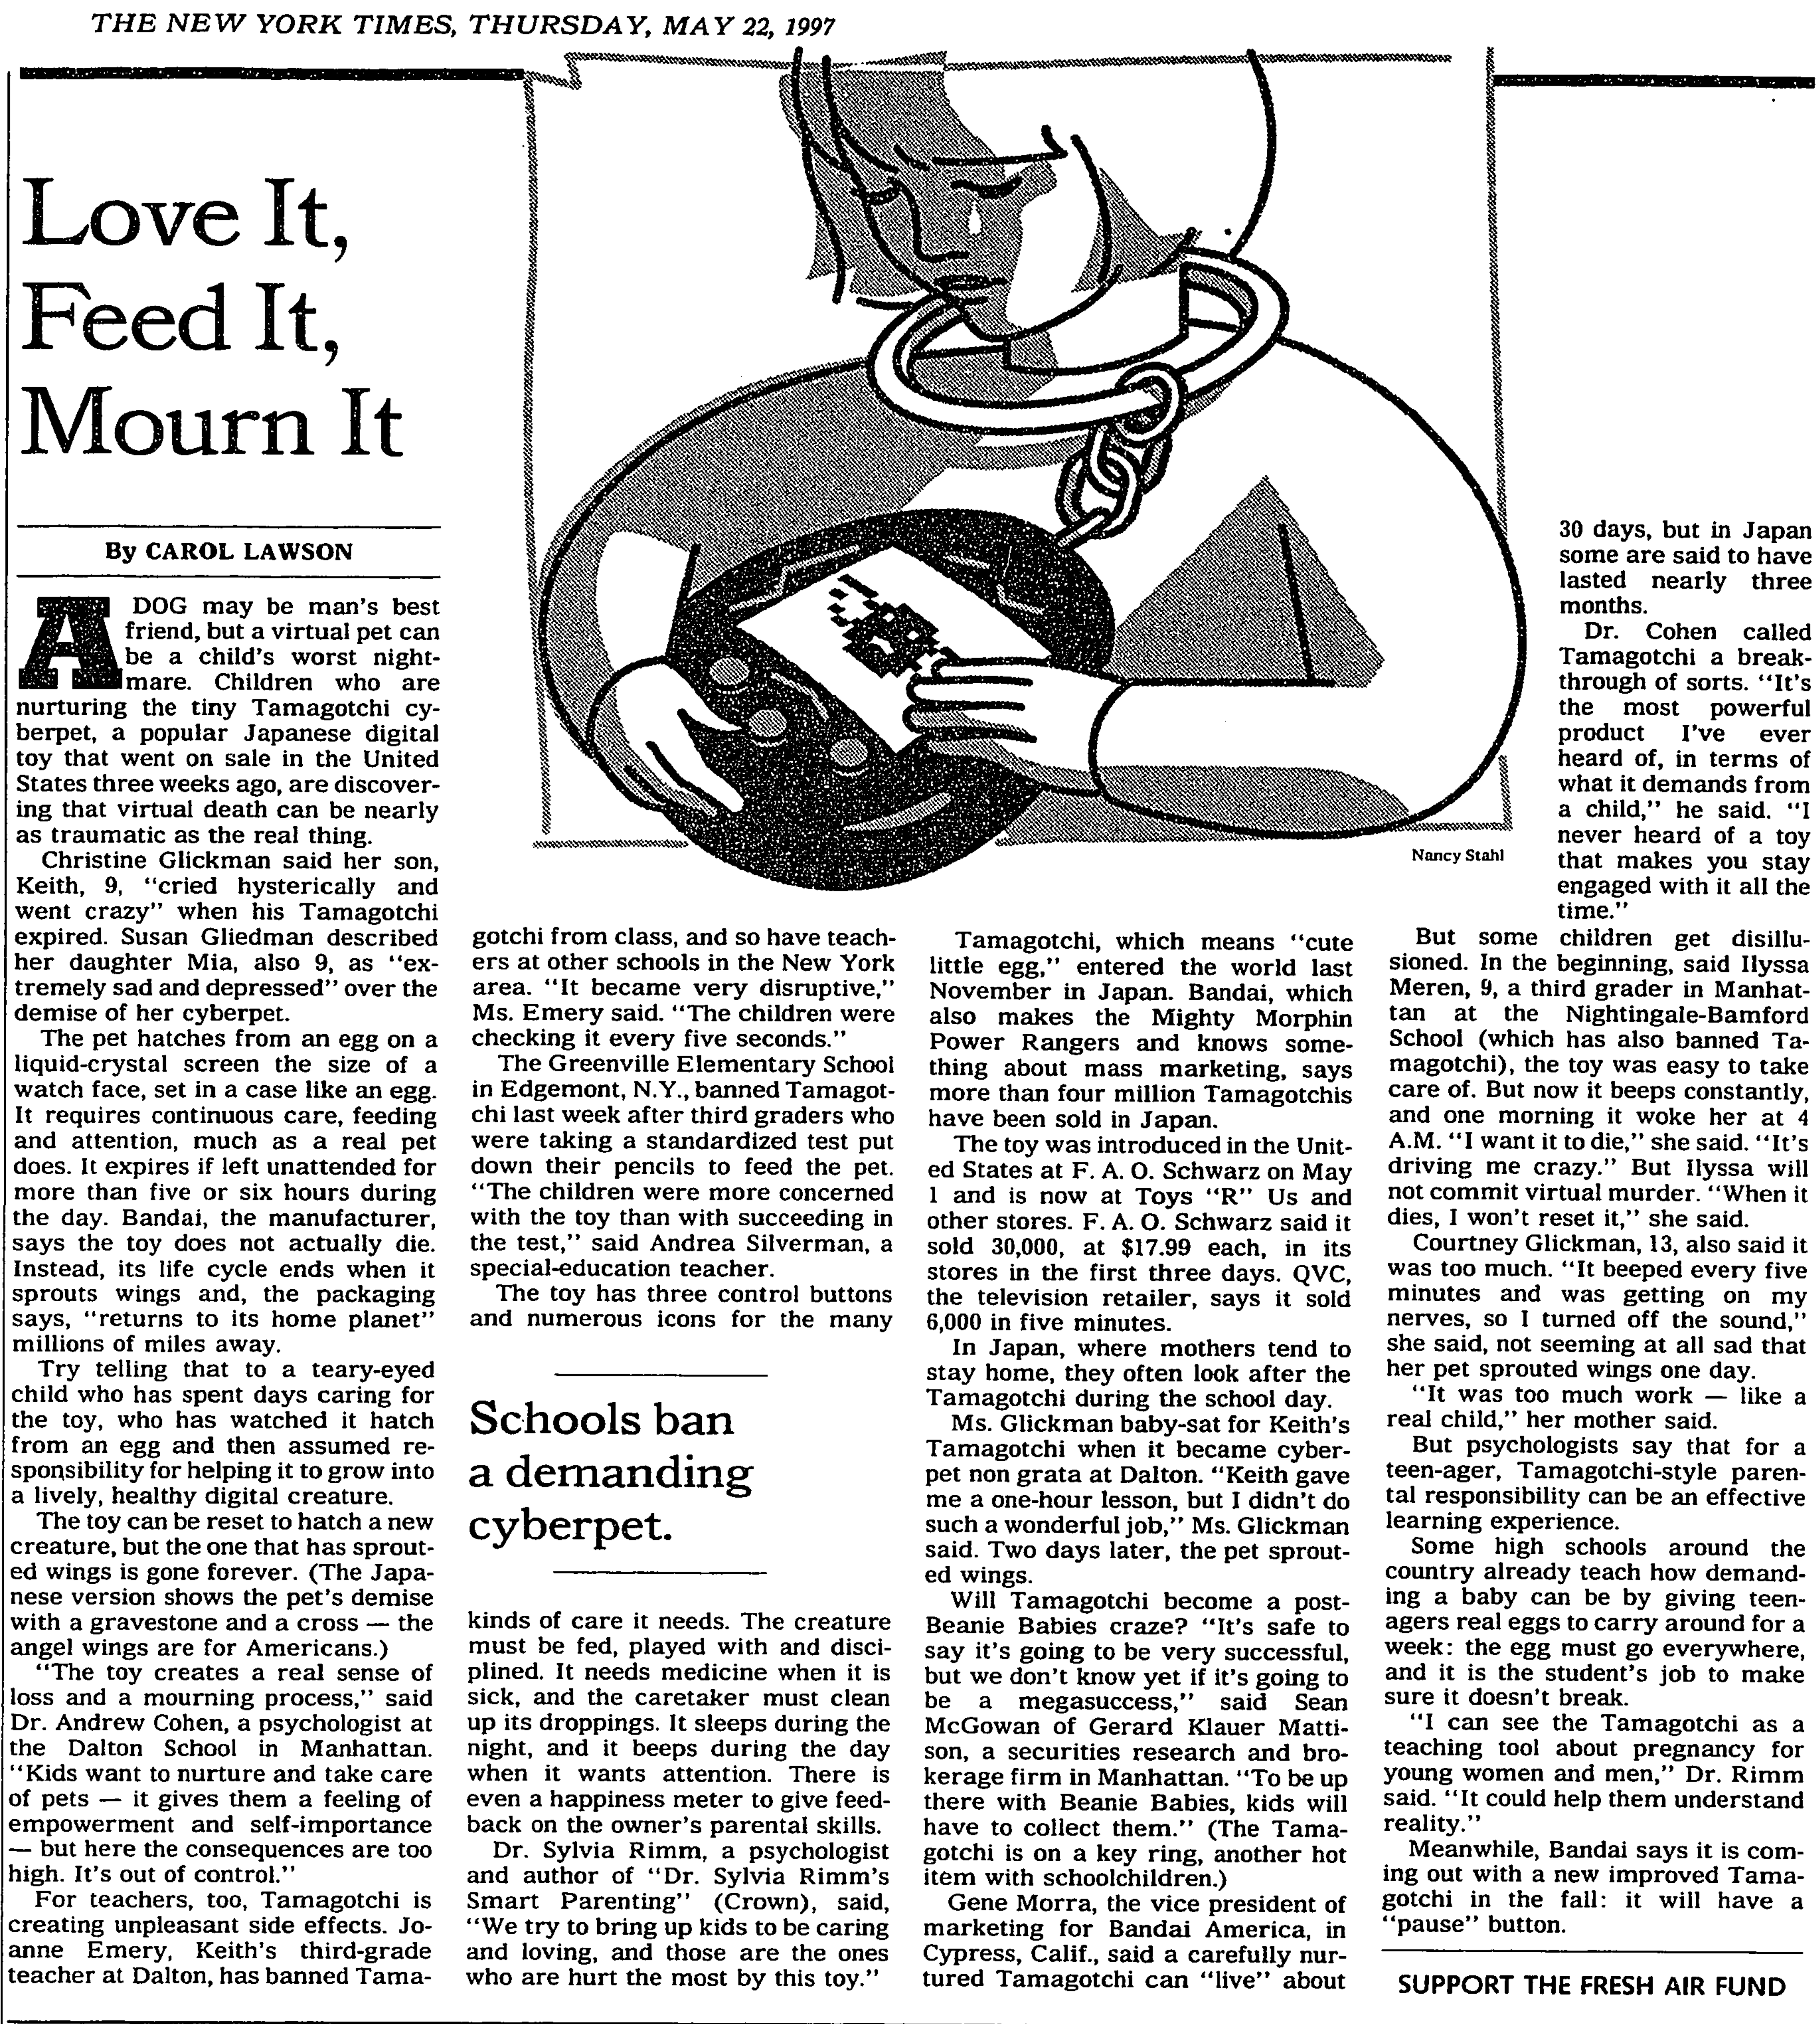 THE NEW YORK TIMES, THURSDAY, MAY 22, 1997
Love It,
Feed It,
Mourn It
By CAROL LAWSON
A DOG may be man's best
friend, but a virtual pet can
be a child's worst night-
mare. Children who are
nurturing the tiny Tamagotchi cy-
berpet, a popular Japanese digital
toy that went on sale in the United
States three weeks ago, are discover-
ing that virtual death can be nearly
as traumatic as the real thing.
Christine Glickman said her son,
Keith, 9, "cried hysterically and
went crazy" when his Tamagotchi
expired. Susan Gliedman described
her daughter Mia, also 9, as "ex-
tremely sad and depressed" over the
demise of her cyberpet.
The pet hatches from an egg on a
liquid-crystal screen the size of a
watch face, set in a case like an egg.
It requires continuous care, feeding
and attention, much as a real pet
does. It expires if left unattended for
more than five or six hours during
the day. Bandai, the manufacturer,
says the toy does not actually die.
Instead, its life cycle ends when it
sprouts wings and, the packaging
says, "returns to its home planet"
millions of miles away.
Try telling that to a teary-eyed
child who has spent days caring for
the toy, who has watched it hatch
from an egg and then assumed re-
sponsibility for helping it to grow into
a lively, healthy digital creature.
The toy can be reset to hatch a new
creature, but the one that has sprout-
ed wings is gone forever. (The Japa-
nese version shows the pet's demise
with a gravestone and a cross — the
angel wings are for Americans.)
"The toy creates a real sense of
loss and a mourning process," said
Dr. Andrew Cohen, a psychologist at
the Dalton School in Manhattan.
"Kids want to nurture and take care
of pets — it gives them a feeling of
empowerment and self-importance
— but here the consequences are too
high. It's out of control."
For teachers, too, Tamagotchi is
creating unpleasant side effects. Jo-
anne Emery, Keith's third-grade
teacher at Dalton, has banned Tama-
gotchi from class, and so have teach-
ers at other schools in the New York
area. "It became very disruptive,"
Ms. Emery said. "The children were
checking it every five seconds."
The Greenville Elementary School
in Edgemont, N.Y., banned Tamagot-
chi last week after third graders who
were taking a standardized test put
down their pencils to feed the pet.
"The children were more concerned
with the toy than with succeeding in
the test," said Andrea Silverman, a
special-education teacher.
The toy has three control buttons
and numerous icons for the many
Schools ban
a demanding
cyberpet.
kinds of care it needs. The creature
must be fed, played with and disci-
plined. It needs medicine when it is
sick, and the caretaker must clean
up its droppings. It sleeps during the
night, and it beeps during the day
when it wants attention. There is
even a happiness meter to give feed-
back on the owner's parental skills.
Dr. Sylvia Rimm, a psychologist
and author of "Dr. Sylvia Rimm's
Smart Parenting" (Crown), said,
"We try to bring up kids to be caring
and loving, and those are the ones
who are hurt the most by this toy."
Nancy Stahl
Tamagotchi, which means "cute
little egg," entered the world last
November in Japan. Bandai, which
also makes the Mighty Morphin
Power Rangers and knows some-
thing about mass marketing, says
more than four million Tamagotchis
have been sold in Japan.
The toy was introduced in the Unit-
ed States at F. A. O. Schwarz on May
1 and is now at Toys "R" Us and
other stores. F. A. O. Schwarz said it
sold 30,000, at $17.99 each, in its
stores in the first three days. QVC,
the television retailer, says it sold
6,000 in five minutes.
In Japan, where mothers tend to
stay home, they often look after the
Tamagotchi during the school day.
Ms. Glickman baby-sat for Keith's
Tamagotchi when it became cyber-
pet non grata at Dalton. "Keith gave
me a one-hour lesson, but I didn't do
such a wonderful job," Ms. Glickman
said. Two days later, the pet sprout-
ed wings.
Will Tamagotchi become a post-
Beanie Babies craze? "It's safe to
say it's going to be very successful,
but we don't know yet if it's going to
be a megasuccess," said Sean
McGowan of Gerard Klauer Matti-
son, a securities research and bro-
kerage firm in Manhattan. "To be up
there with Beanie Babies, kids will
have to collect them." (The Tama-
gotchi is on a key ring, another hot
item with schoolchildren.)
Gene Morra, the vice president of
marketing for Bandai America, in
Cypress, Calif., said a carefully nur-
tured Tamagotchi can "live" about
30 days, but in Japan
some are said to have
lasted nearly three
months.
Dr. Cohen called
Tamagotchi a break-
through of sorts. "It's
the most powerful
product I've ever
heard of, in terms of
what it demands from
a child," he said. "I
never heard of a toy
that makes you stay
engaged with it all the
time."
But some children get disillu-
sioned. In the beginning, said Ilyssa
Meren, 9, a third grader in Manhat-
tan at the Nightingale-Bamford
School (which has also banned Ta-
magotchi), the toy was easy to take
care of. But now it beeps constantly,
and one morning it woke her at 4
A.M. "I want it to die," she said. "It's
driving me crazy." But Ilyssa will
not commit virtual murder. "When it
dies, I won't reset it," she said.
Courtney Glickman, 13, also said it
was too much. "It beeped every five
minutes and was getting on my
nerves, so I turned off the sound,"
she said, not seeming at all sad that
her pet sprouted wings one day.
"It was too much work — like a
real child," her mother said.
But psychologists say that for a
teen-ager, Tamagotchi-style paren-
tal responsibility can be an effective
learning experience.
Some high schools around the
country already teach how demand-
ing a baby can be by giving teen-
agers real eggs to carry around for a
week: the egg must go everywhere,
and it is the student's job to make
sure it doesn't break.
"I can see the Tamagotchi as a
teaching tool about pregnancy for
young women and men," Dr. Rimm
said. "It could help them understand
reality."
Meanwhile, Bandai says it is com-
ing out with a new improved Tama-
gotchi in the fall: it will have a
"pause" button.
SUPPORT THE FRESH AIR FUND